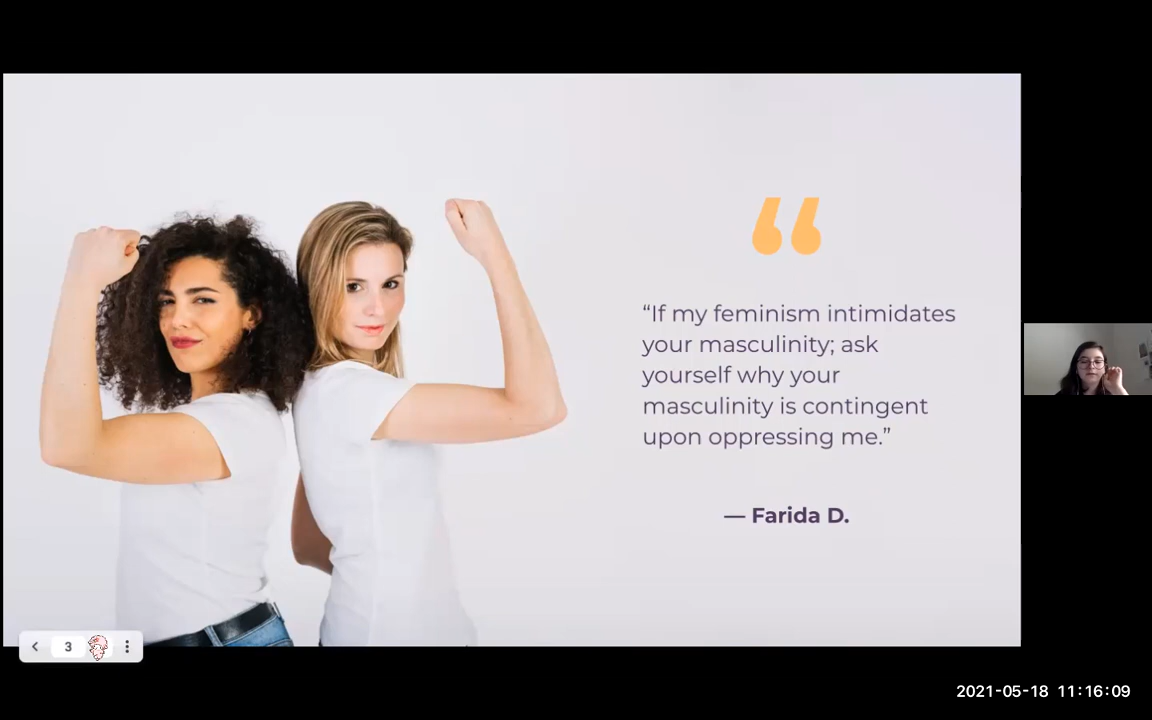 “If my feminism intimidates
your masculinity; ask
yourself why your
masculinity is contingent
upon oppressing me.”
— Farida D.
3
2021-05-18 11:16:09